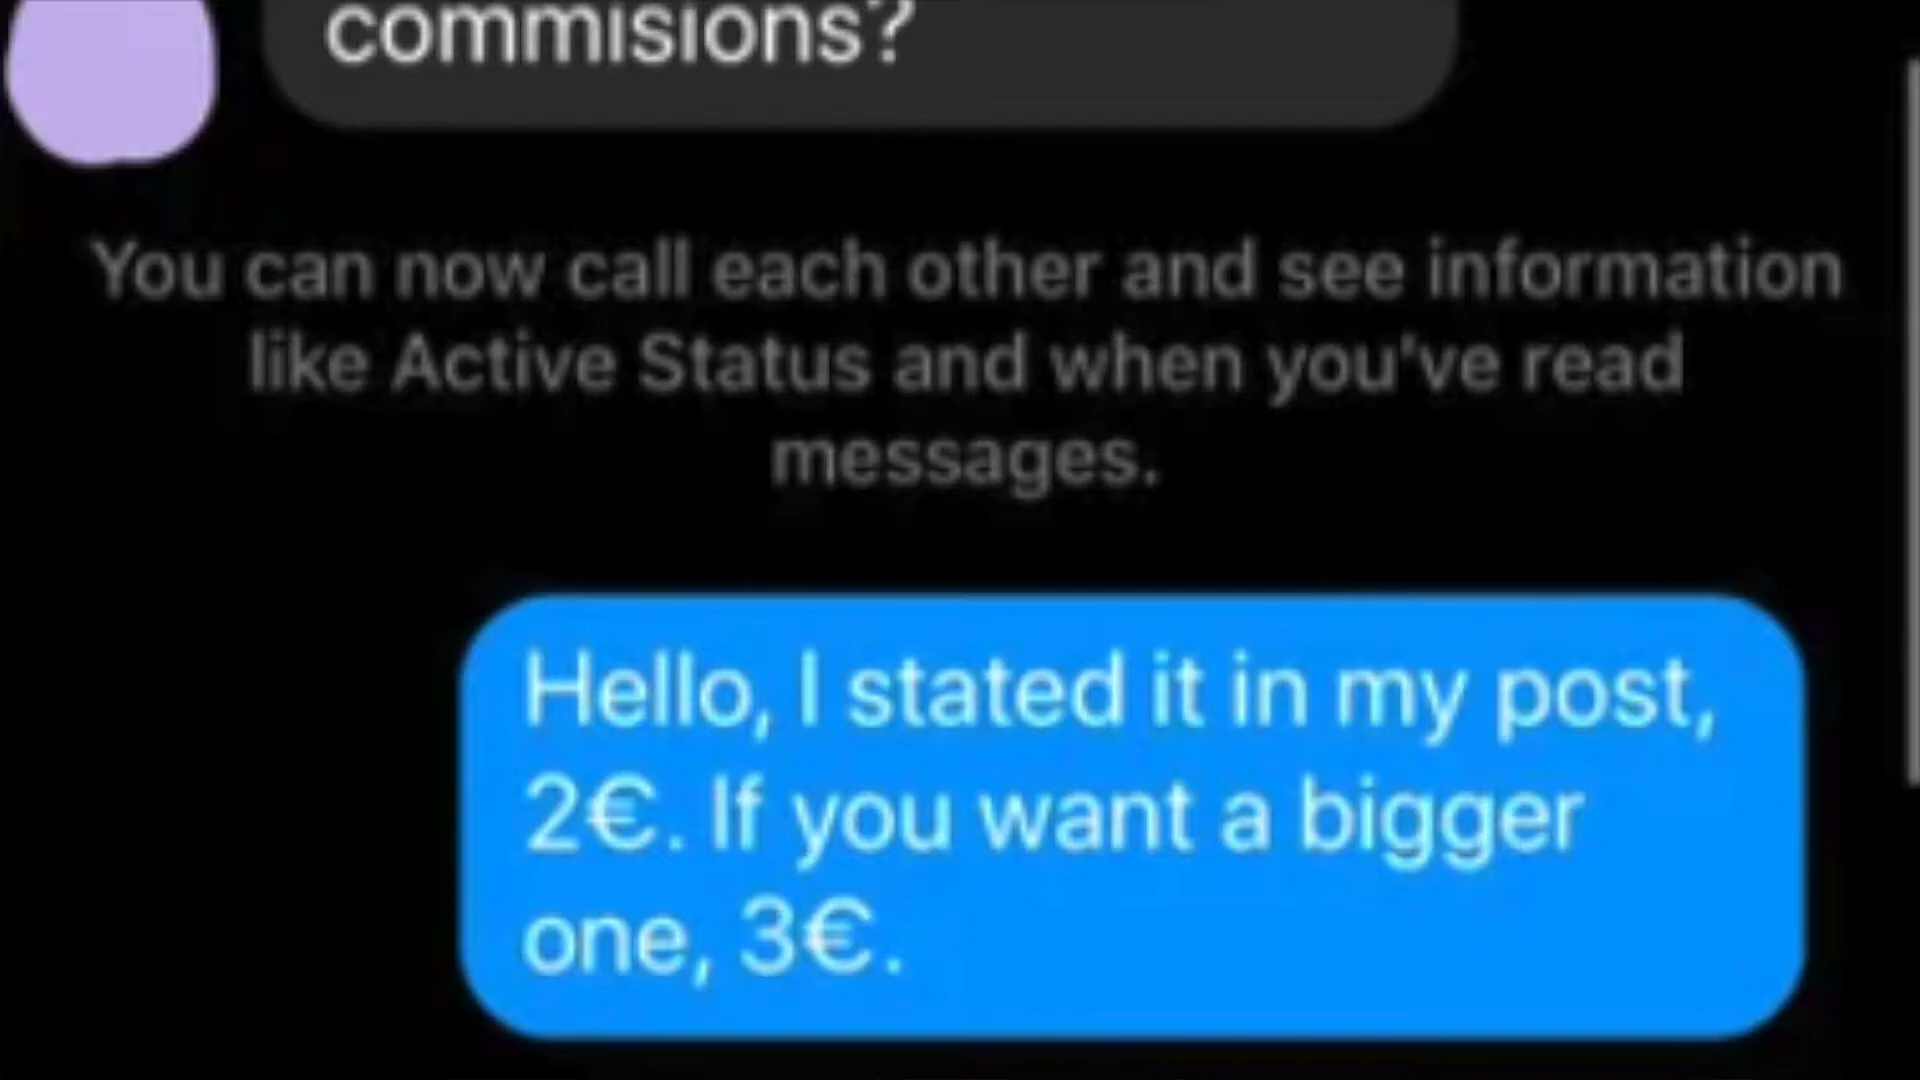 commisions?
You can now call each other and see information
like Active Status and when you've read
messages.
Hello, I stated it in my post,
2€. If you want a bigger
one, 3€.